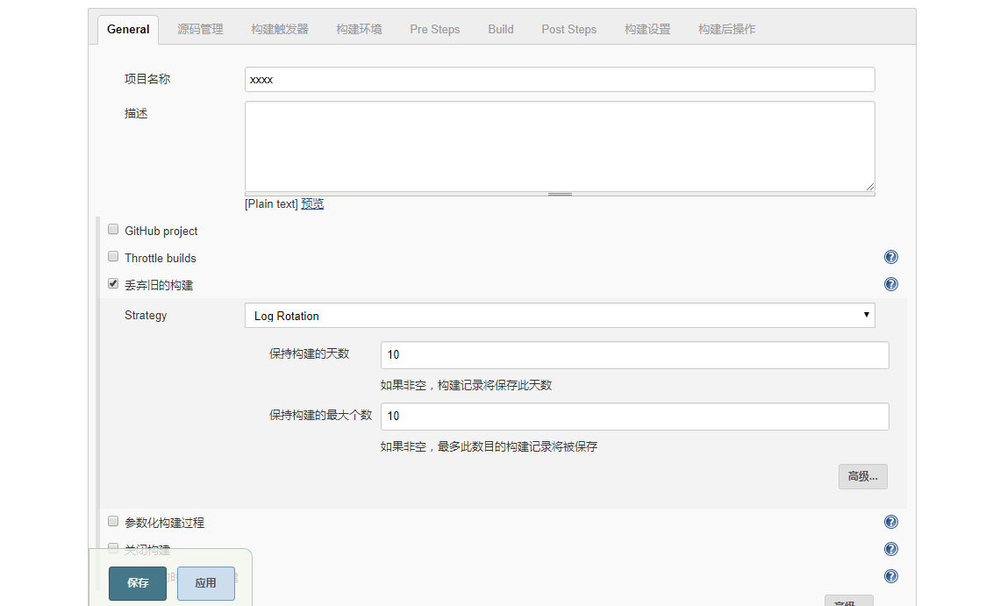 General 源码管理 构建触发器 构建环境 Pre Steps Build Post Steps 构建设置 构建后操作
项目名称 xxxx
描述
[Plain text] 预览
GitHub project
Throttle builds
丢弃旧的构建
Strategy Log Rotation
保持构建的天数 10
如果非空，构建记录将保存此天数
保持构建的最大个数 10
如果非空，最多此数目的构建记录将被保存
高级...
参数化构建过程
关闭构建
保存 应用
高级...